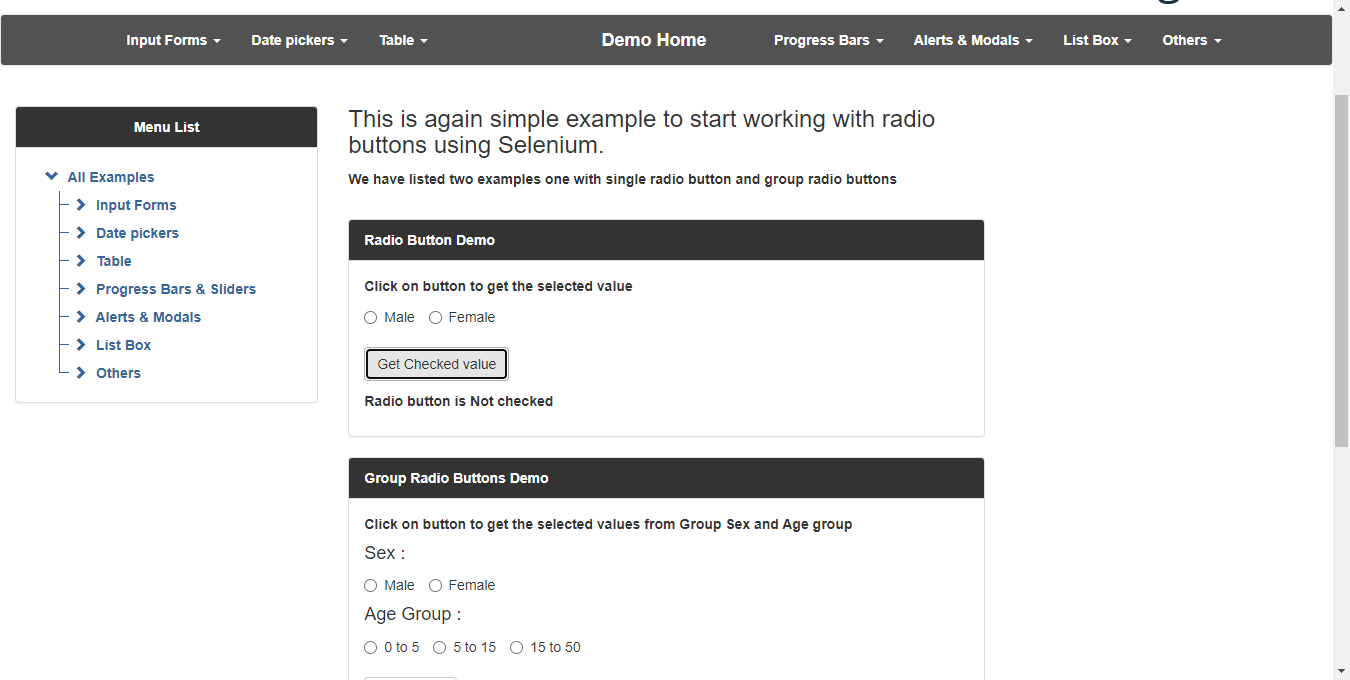 Input Forms
Date pickers
Table
Demo Home
Progress Bars
Alerts & Modals
List Box
Others
Menu List
All Examples
Input Forms
Date pickers
Table
Progress Bars & Sliders
Alerts & Modals
List Box
Others
This is again simple example to start working with radio
buttons using Selenium.
We have listed two examples one with single radio button and group radio buttons
Radio Button Demo
Click on button to get the selected value
Male Female
Get Checked value
Radio button is Not checked
Group Radio Buttons Demo
Click on button to get the selected values from Group Sex and Age group
Sex :
Male Female
Age Group :
0 to 5 5 to 15 15 to 50